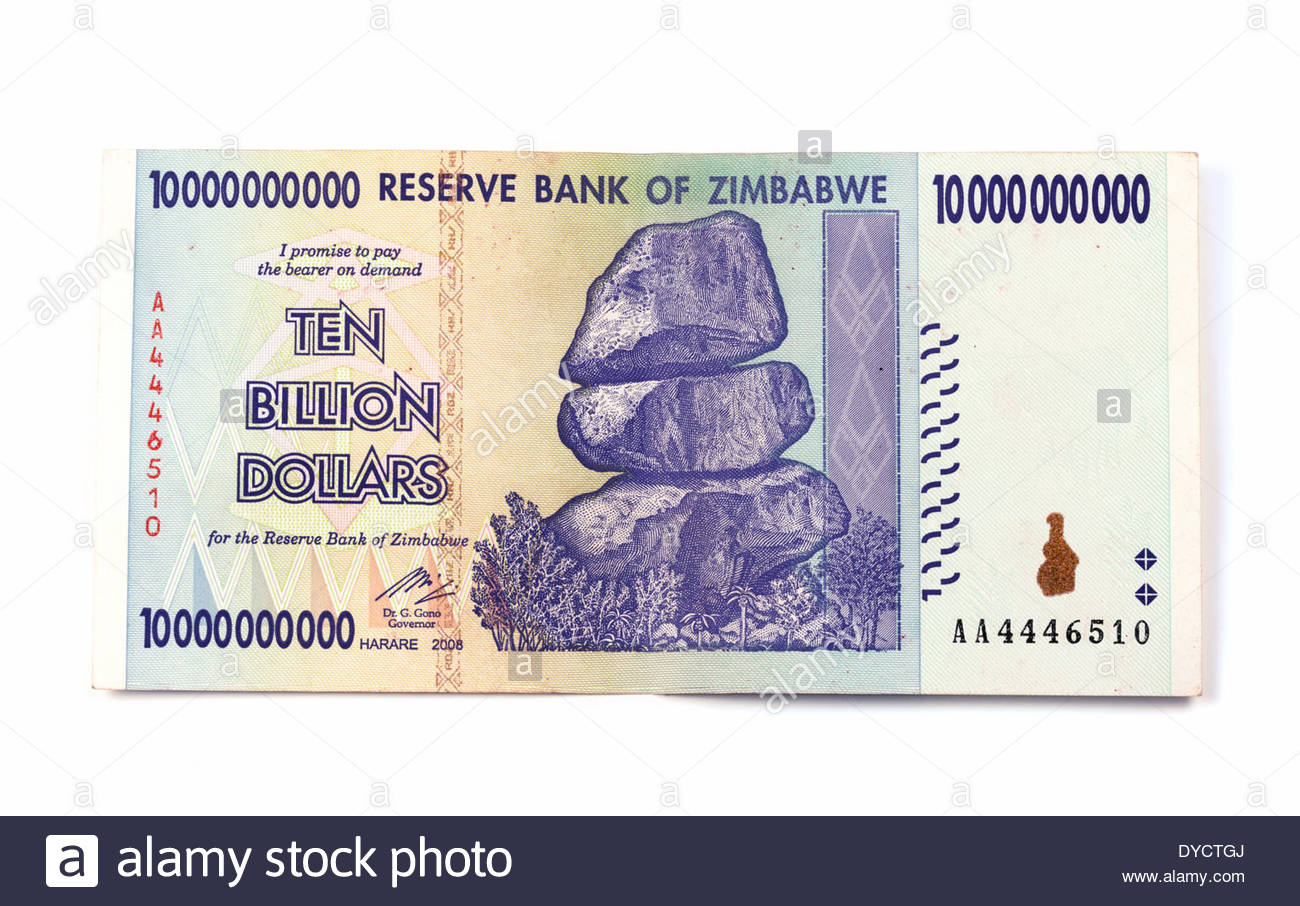 10000000000 RESERVE BANK OF ZIMBABWE 10000000000
I promise to pay
the bearer on demand
AA4446510
TEN
BILLION
DOLLARS
for the Reserve Bank of Zimbabwe
Dr. G. Gono
Governor
10000000000 HARARE 2008
AA4446510
a alamy stock photo
DYCTGJ
www.alamy.com